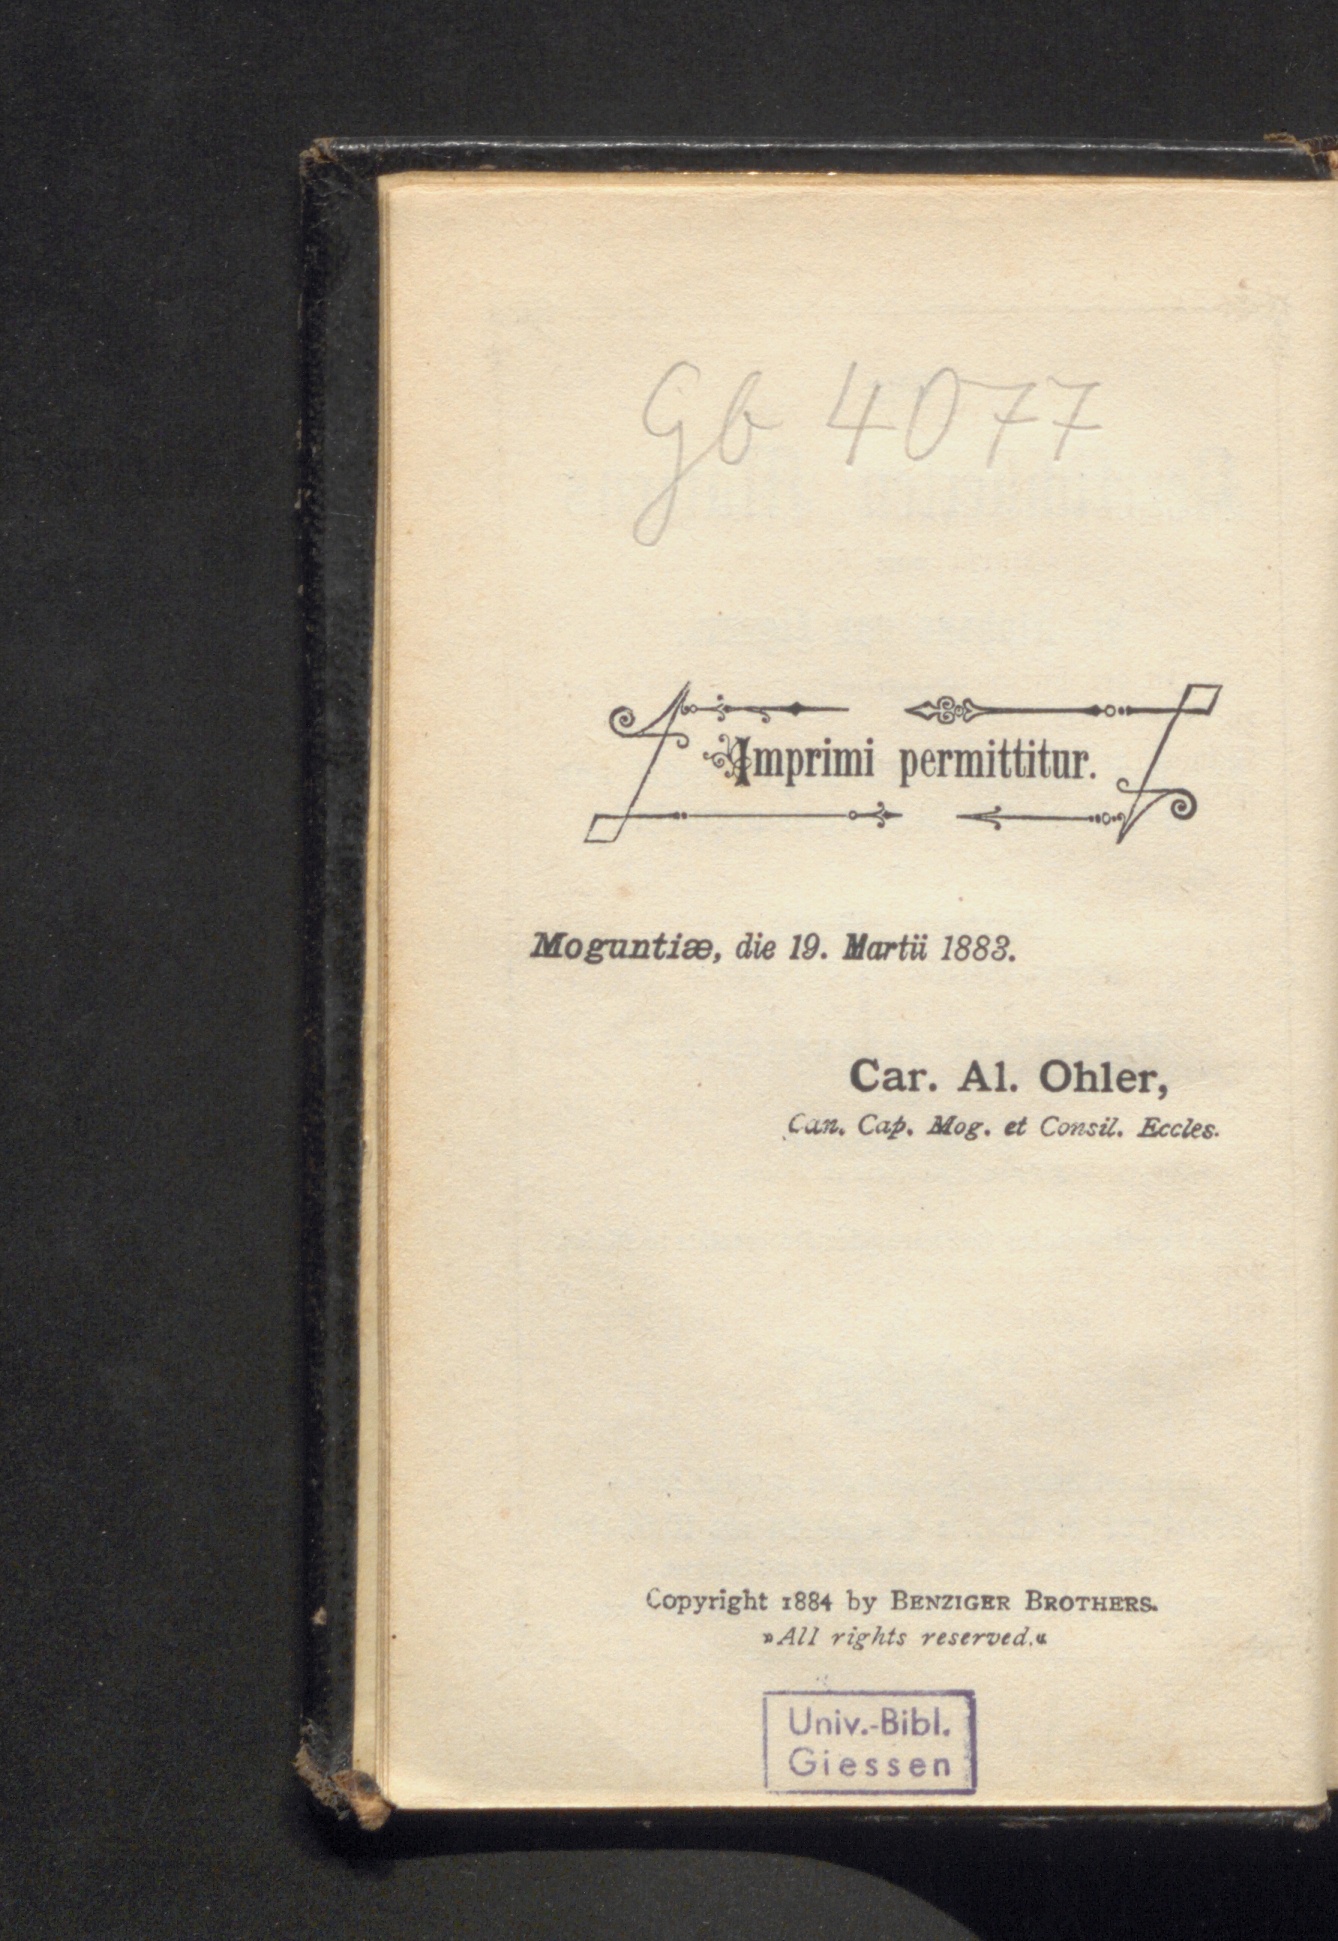 Gb 4077
Imprimi permittitur.
Moguntiæ, die 19. Martii 1883.
Car. Al. Ohler,
Can. Cap. Mog. et Consil. Eccles.
Copyright 1884 by BENZIGER BROTHERS.
»All rights reserved.«
Univ.-Bibl.
Giessen